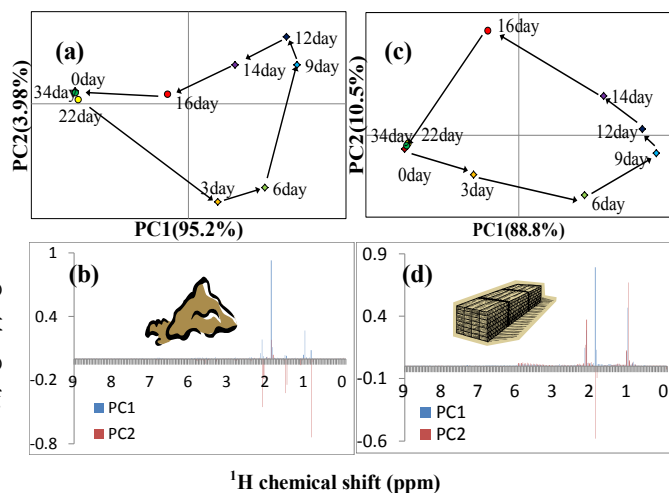 (a)
12day
0day
14day
9day
34day
16day
22day
3day
6day
PC2(3.98%)
PC1(95.2%)
(c)
16day
14day
34day
22day
12day
9day
0day
3day
6day
PC2(10.5%)
PC1(88.8%)
1
(b)
0.4
-0.2
9 8 7 6 5 4 3 2 1 0
PC1
PC2
-0.8
0.9
(d)
0.4
-0.1
9 8 7 6 5 4 3 2 1 0
PC1
PC2
-0.6
¹H chemical shift (ppm)